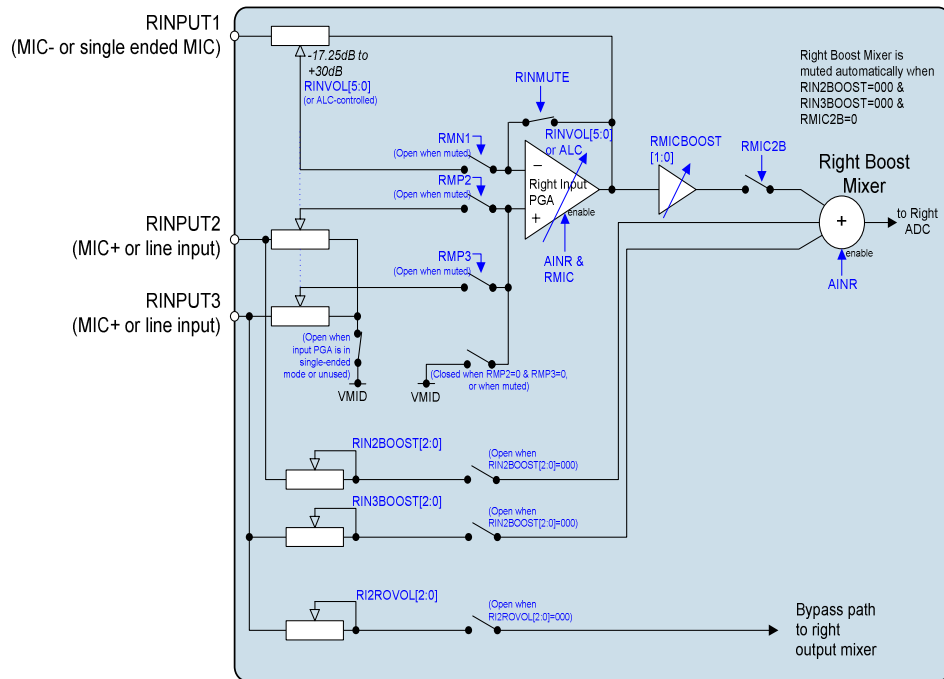 RINPUT1
(MIC- or single ended MIC)
-17.25dB to
+30dB
RINVOL[5:0]
(or ALC-controlled)
RINMUTE
Right Boost Mixer is
muted automatically when
RIN2BOOST=000 &
RIN3BOOST=000 &
RMIC2B=0
RMN1
(Open when muted)
RINVOL[5:0]
or ALC
RMICBOOST
[1:0]
RMIC2B
Right Boost
Mixer
−
Right Input
PGA
+
enable
RMP2
(Open when muted)
RINPUT2
(MIC+ or line input)
+
enable
to Right
ADC
AINR &
RMIC
AINR
RMP3
(Open when muted)
RINPUT3
(MIC+ or line input)
(Open when
input PGA is in
single-ended
mode or unused)
VMID
(Closed when RMP2=0 & RMP3=0,
or when muted)
VMID
RIN2BOOST[2:0]
(Open when
RIN2BOOST[2:0]=000)
RIN3BOOST[2:0]
(Open when
RIN2BOOST[2:0]=000)
RI2ROVOL[2:0]
(Open when
RI2ROVOL[2:0]=000)
Bypass path
to right
output mixer